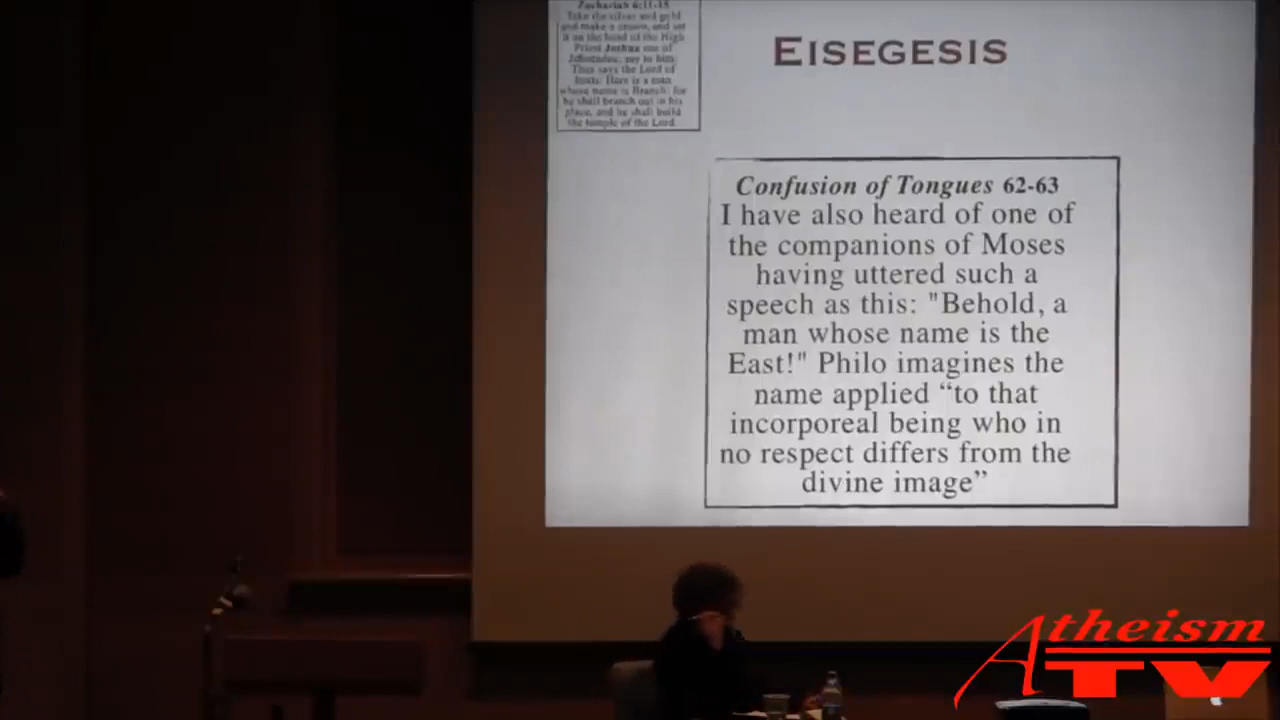 Zachariah 6:11-15
Take the silver and gold
and make a crown, and set
it on the head of the High
Priest Joshua son of
Jehozadac; say to him:
Thus says the Lord of
hosts: Here is a man
whose name is Branch: for
he shall branch out in his
place, and he shall build
the temple of the Lord.
EISEGESIS
Confusion of Tongues 62-63
I have also heard of one of
the companions of Moses
having uttered such a
speech as this: "Behold, a
man whose name is the
East!" Philo imagines the
name applied “to that
incorporeal being who in
no respect differs from the
divine image”
Atheism
TV